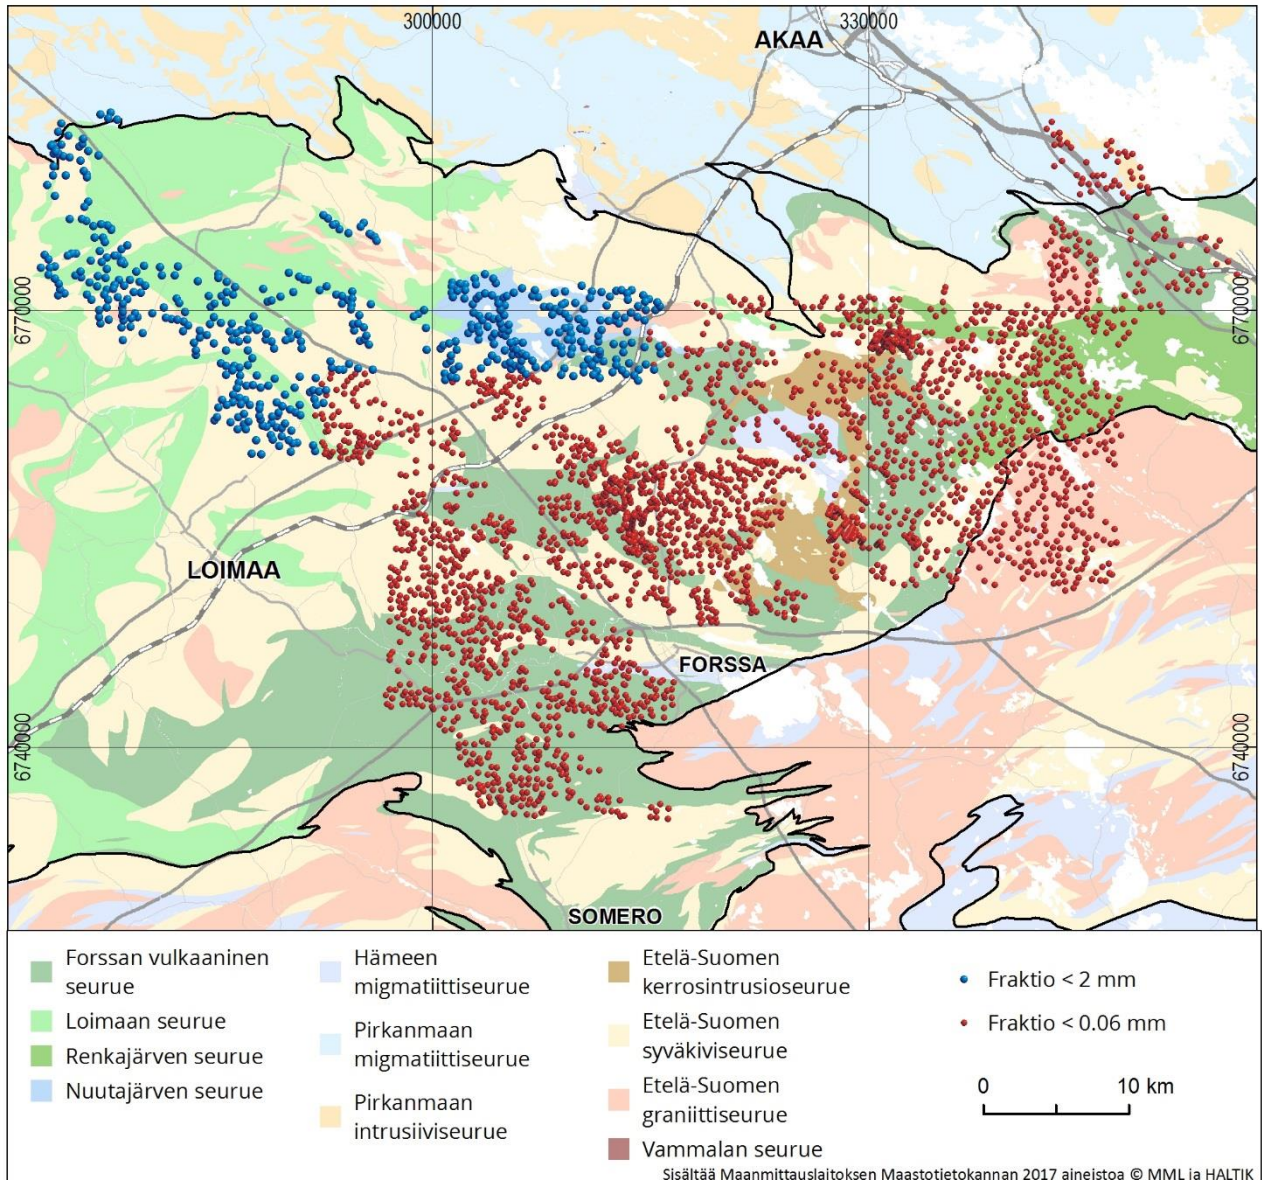 300000
330000
AKAA
6770000
6770000
LOIMAA
FORSSA
6740000
6740000
SOMERO
Forssan vulkaaninen
seurue
Loimaan seurue
Renkajärven seurue
Nuutajärven seurue
Hämeen
migmatiittiseurue
Pirkanmaan
migmatiittiseurue
Pirkanmaan
intrusiiviseurue
Etelä-Suomen
kerrosintrusioseurue
Etelä-Suomen
syväkiviseurue
Etelä-Suomen
graniittiseurue
Vammalan seurue
Fraktio < 2 mm
Fraktio < 0.06 mm
0 10 km
Sisältää Maanmittauslaitoksen Maastotietokannan 2017 aineistoa © MML ja HALTIK